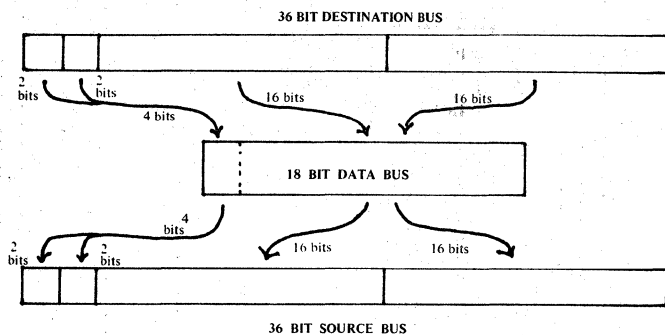 36 BIT DESTINATION BUS
2 bits
2 bits
4 bits
16 bits
16 bits
18 BIT DATA BUS
2 bits
2 bits
4 bits
16 bits
16 bits
36 BIT SOURCE BUS